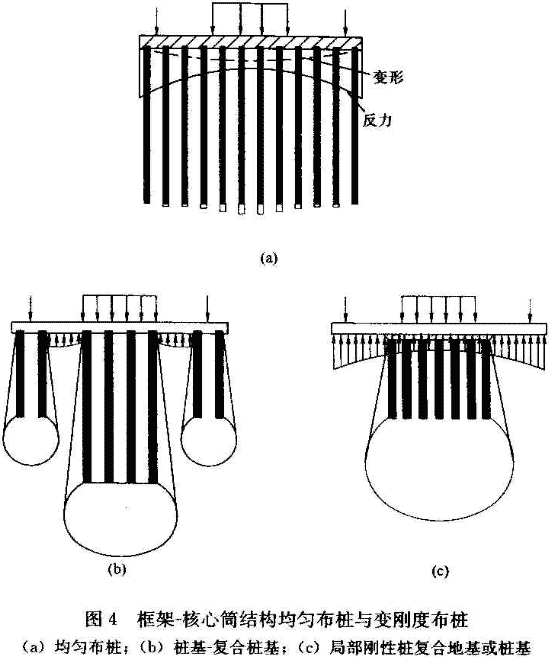 变形
反力
(a)
(b)
(c)
图 4 框架-核心筒结构均匀布桩与变刚度布桩
(a) 均匀布桩；(b) 桩基-复合桩基；(c) 局部刚性桩复合地基或桩基